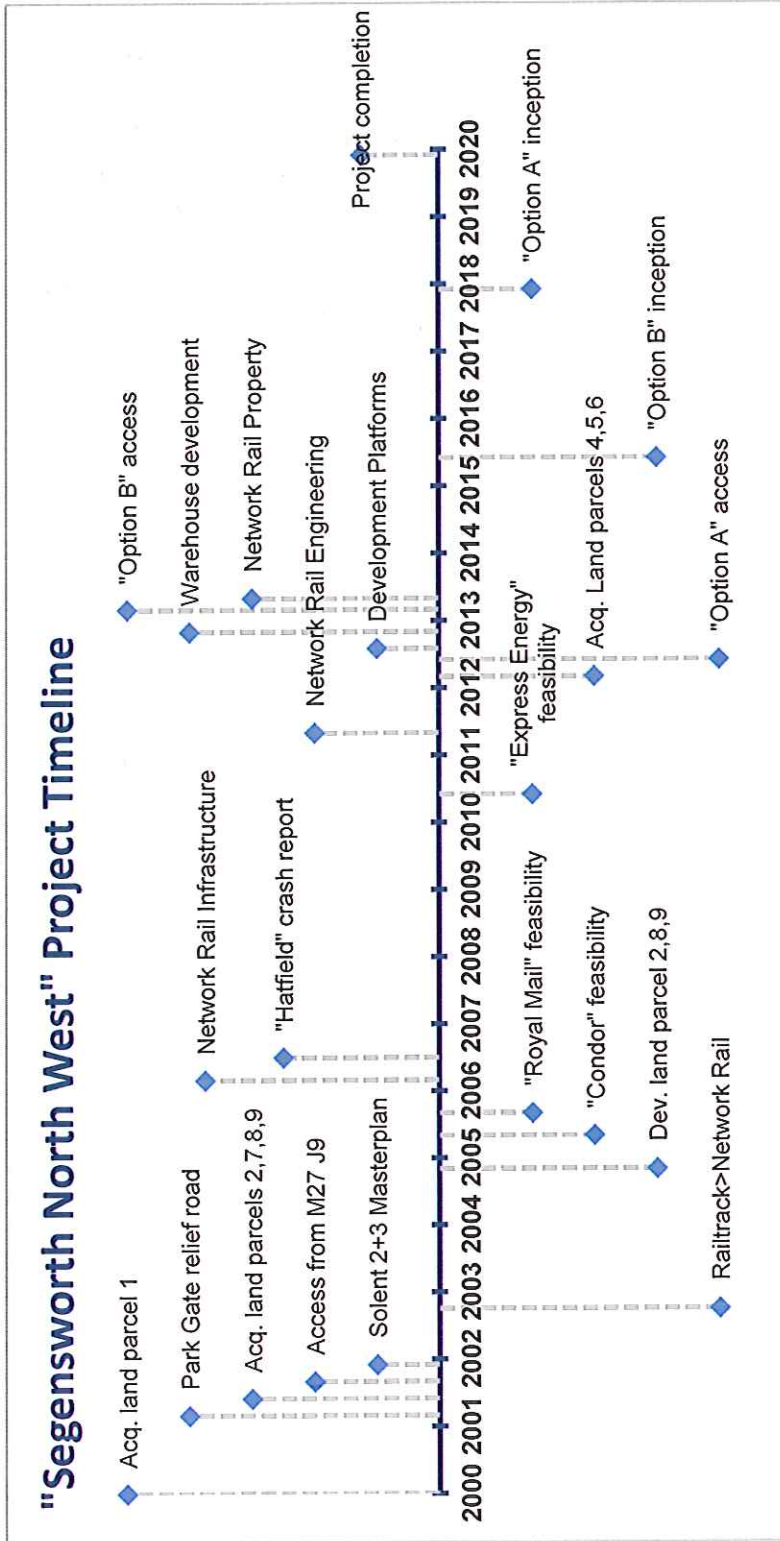 "Segensworth North West" Project Timeline
Acq. land parcel 1
Park Gate relief road
Acq. land parcels 2,7,8,9
Access from M27 J9
Solent 2+3 Masterplan
Network Rail Infrastructure
"Hatfield" crash report
"Option B" access
Warehouse development
Network Rail Property
Network Rail Engineering
Development Platforms
Project completion
2000 2001 2002 2003 2004 2005 2006 2007 2008 2009 2010 2011 2012 2013 2014 2015 2016 2017 2018 2019 2020
"Royal Mail" feasibility
"Condor" feasibility
Dev. land parcel 2,8,9
Railtrack>Network Rail
"Express Energy"
feasibility
Acq. Land parcels 4,5,6
"Option A" access
"Option B" inception
"Option A" inception